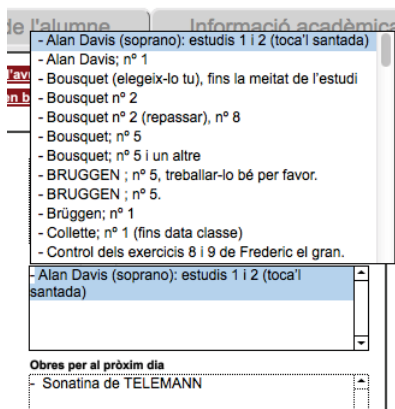 de l'alumne
Informació acadèmica
l'av
en b
- Alan Davis (soprano): estudis 1 i 2 (toca'l santada)
- Alan Davis; nº 1
- Bousquet (elegeix-lo tu), fins la meitat de l'estudi
- Bousquet nº 2
- Bousquet nº 2 (repassar), nº 8
- Bousquet; nº 5
- Bousquet; nº 5 i un altre
- BRUGGEN ; nº 5, treballar-lo bé per favor.
- BRUGGEN ; nº 5.
- Brüggen; nº 1
- Collette; nº 1 (fins data classe)
- Control dels exercicis 8 i 9 de Frederic el gran.
- Alan Davis (soprano): estudis 1 i 2 (toca'l
santada)
Obres per al pròxim dia
- Sonatina de TELEMANN